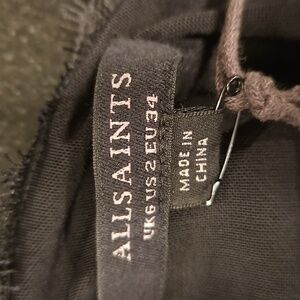 ALLSAINTS
UK6 US2 EU34
MADE IN
CHINA